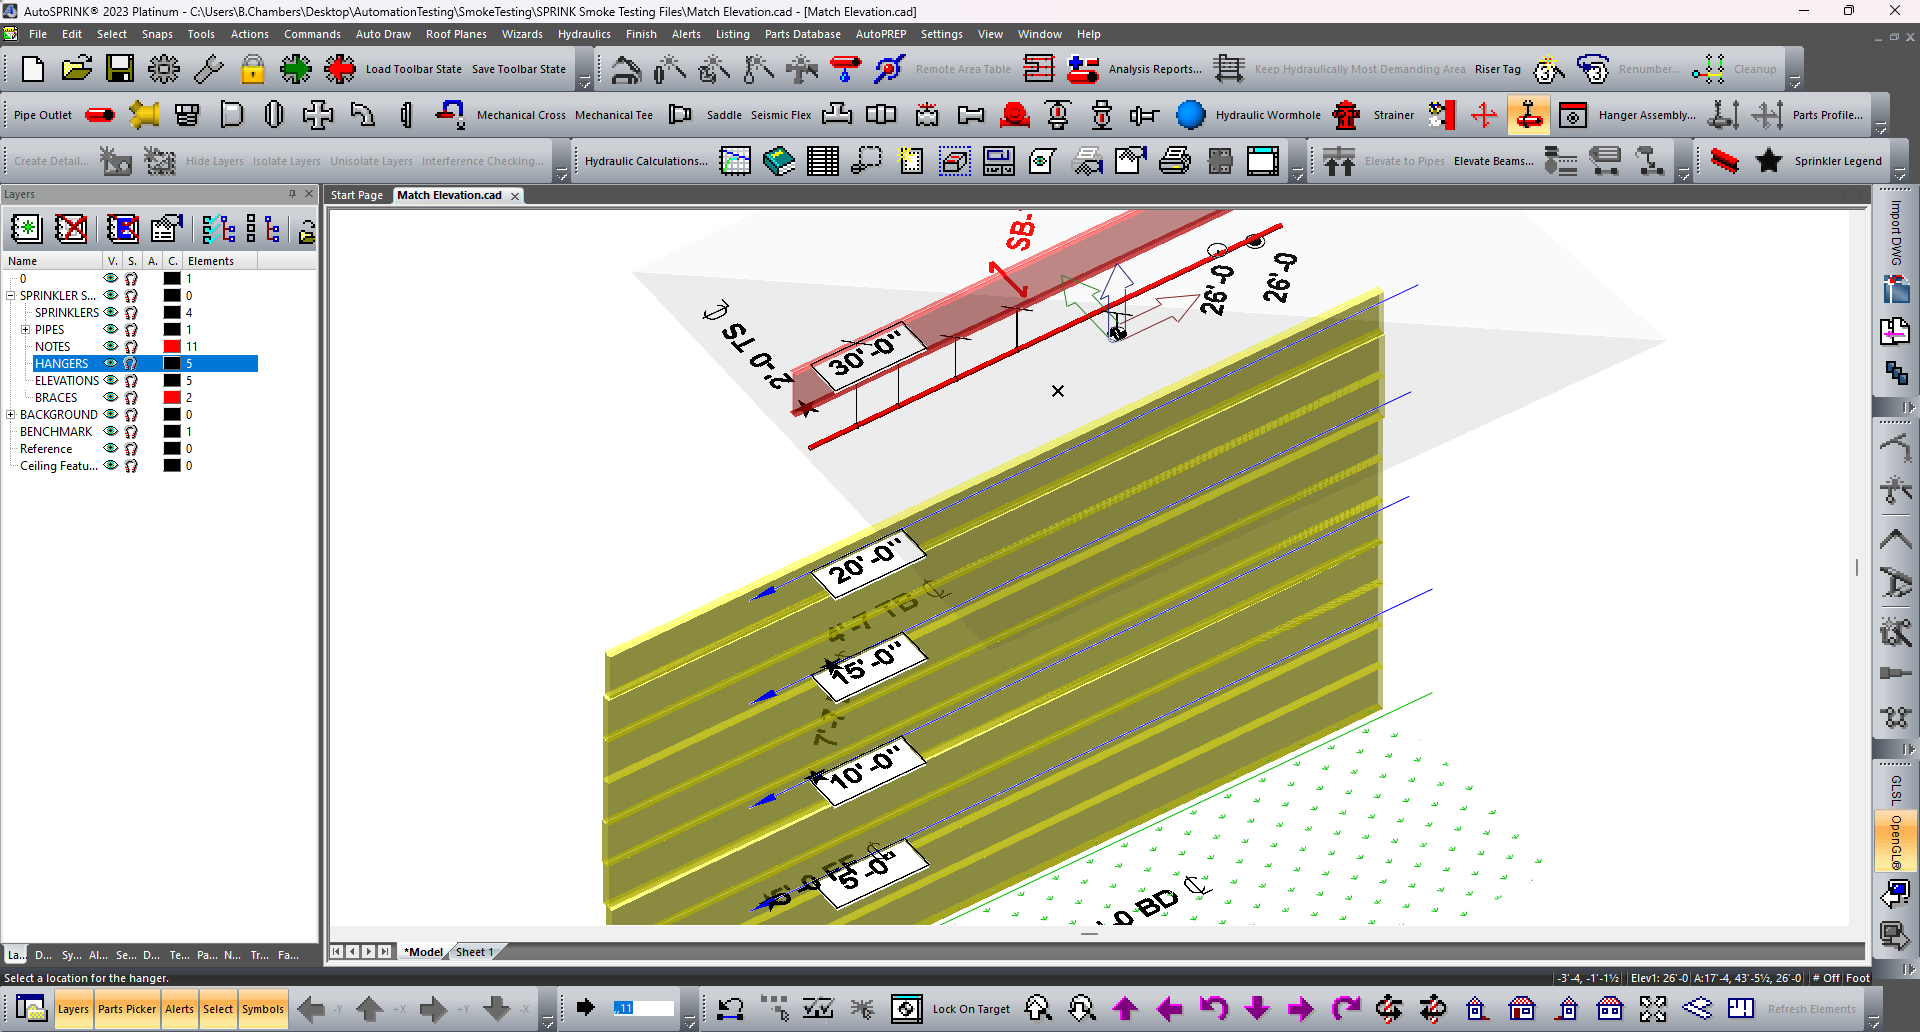 AutoSPRINK® 2023 Platinum - C:\Users\B.Chambers\Desktop\AutomationTesting\SmokeTesting\SPRINK Smoke Testing Files\Match Elevation.cad - [Match Elevation.cad]
File Edit Select Snaps Tools Actions Commands Auto Draw Roof Planes Wizards Hydraulics Finish Alerts Listing Parts Database AutoPREP Settings View Window Help
Load Toolbar State Save Toolbar State Remote Area Table Analysis Reports... Keep Hydraulically Most Demanding Area Riser Tag Renumber... Cleanup
Pipe Outlet Mechanical Cross Mechanical Tee Saddle Seismic Flex Hydraulic Wormhole Strainer Hanger Assembly... Parts Profile...
Create Detail... Hide Layers Isolate Layers Unisolate Layers Interference Checking... Hydraulic Calculations... Elevate to Pipes Elevate Beams... Sprinkler Legend
Layers
Start Page Match Elevation.cad
Name V. S. A. C. Elements
0 1
SPRINKLER S... 0
SPRINKLERS 4
PIPES 1
NOTES 11
HANGERS 5
ELEVATIONS 5
BRACES 2
BACKGROUND 0
BENCHMARK 1
Reference 0
Ceiling Featu... 0
SB-
1
26'-0
26'-0
2'-0 TS
30'-0"
20'-0"
4'-7 TB
15'-0"
10'-0"
5'-0"
Import DWG
GLSL
OpenGL®
*Model Sheet 1
La... D... Sy... Al... Se... D... Te... Pa... N... Tr... Fa...
Select a location for the hanger.
-3'-4, -1'-1½ Elev1: 26'-0 A:17'-4, 43'-5½, 26'-0 # Off Foot
Layers Parts Picker Alerts Select Symbols -Y +X +Y -X ,,11 Lock On Target Refresh Elements